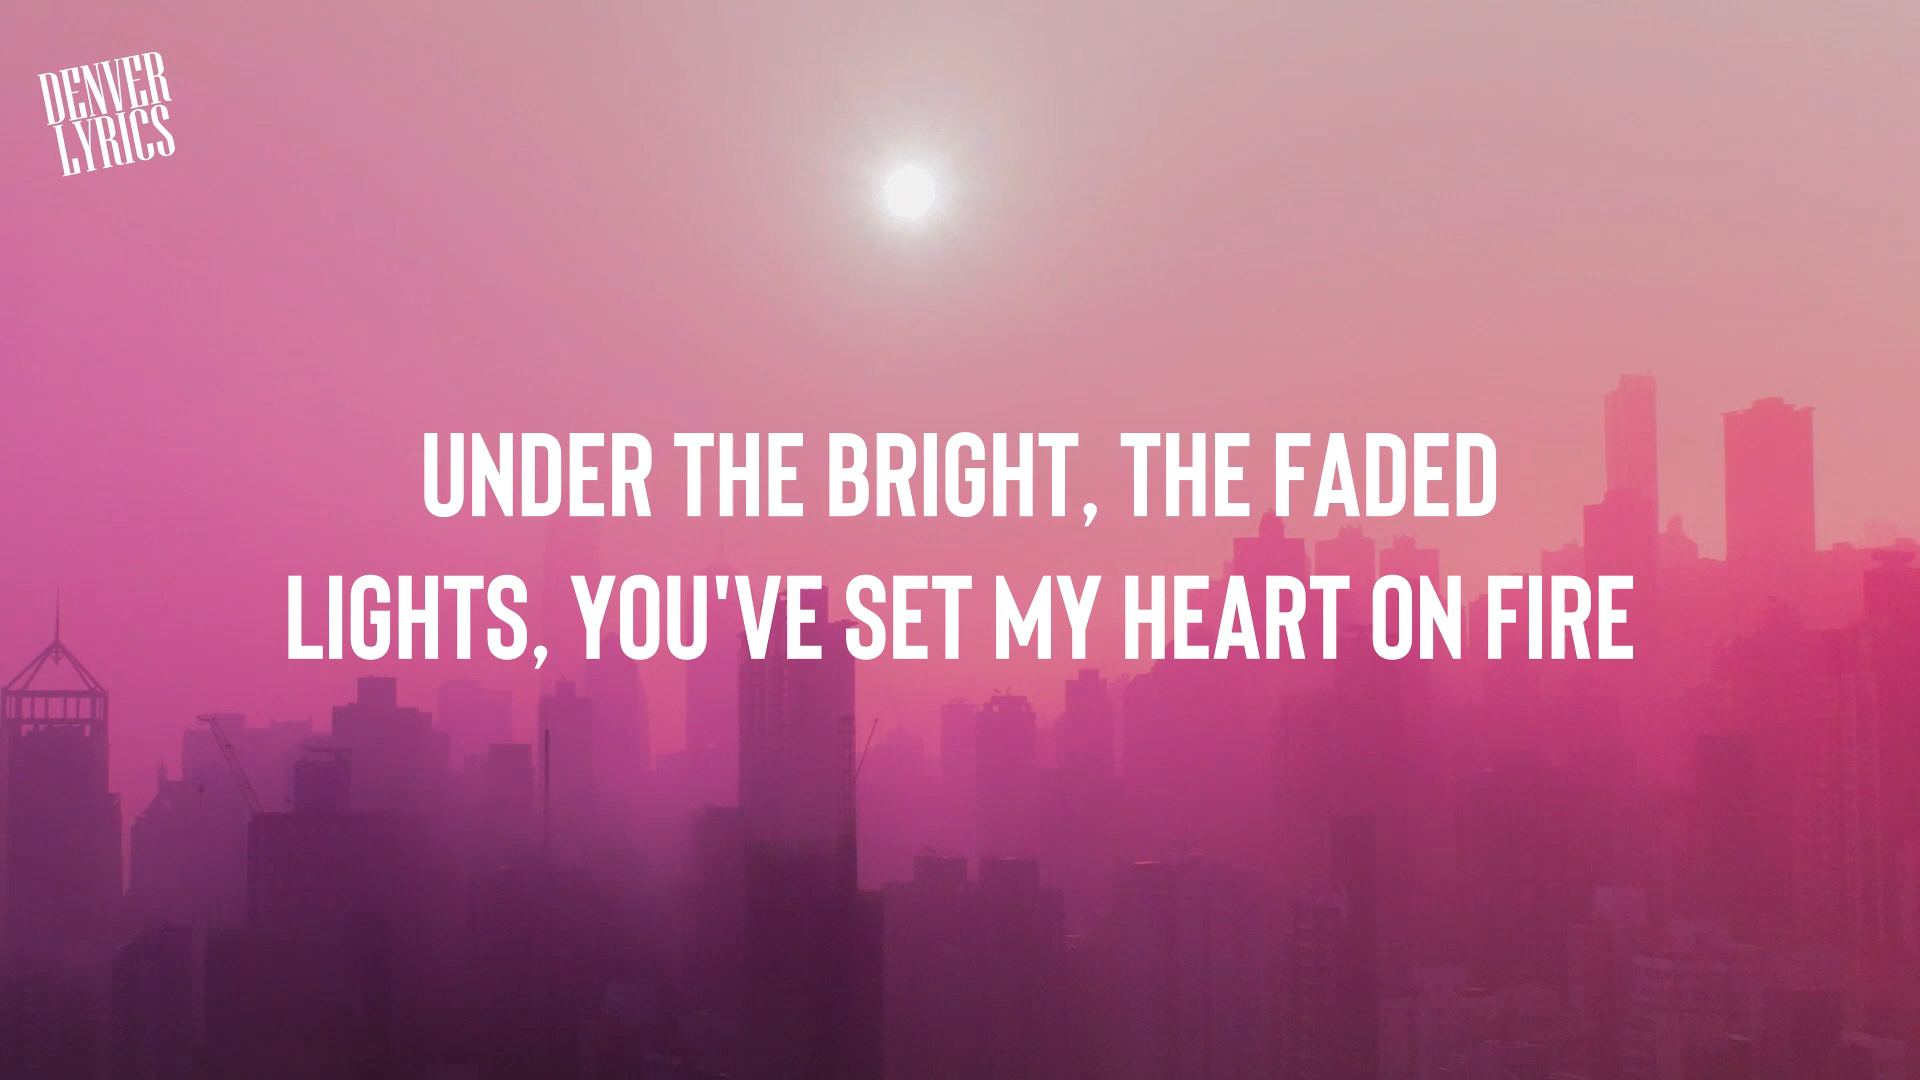 DENVER
LYRICS
UNDER THE BRIGHT, THE FADED
LIGHTS, YOU'VE SET MY HEART ON FIRE